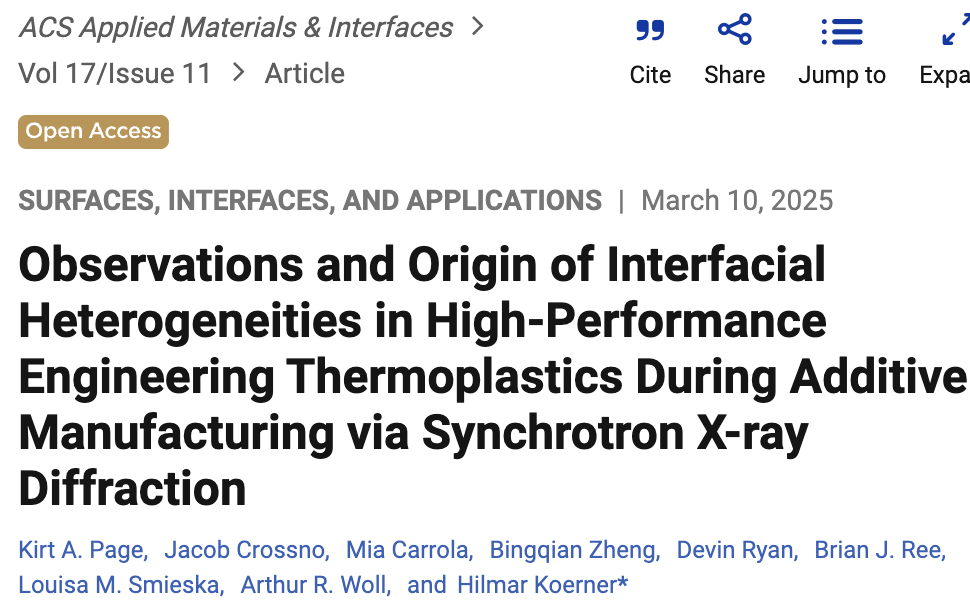 ACS Applied Materials & Interfaces >
Vol 17/Issue 11 > Article
Cite Share Jump to Expa
Open Access
SURFACES, INTERFACES, AND APPLICATIONS | March 10, 2025
Observations and Origin of Interfacial
Heterogeneities in High-Performance
Engineering Thermoplastics During Additive
Manufacturing via Synchrotron X-ray
Diffraction
Kirt A. Page, Jacob Crossno, Mia Carrola, Bingqian Zheng, Devin Ryan, Brian J. Ree,
Louisa M. Smieska, Arthur R. Woll, and Hilmar Koerner*